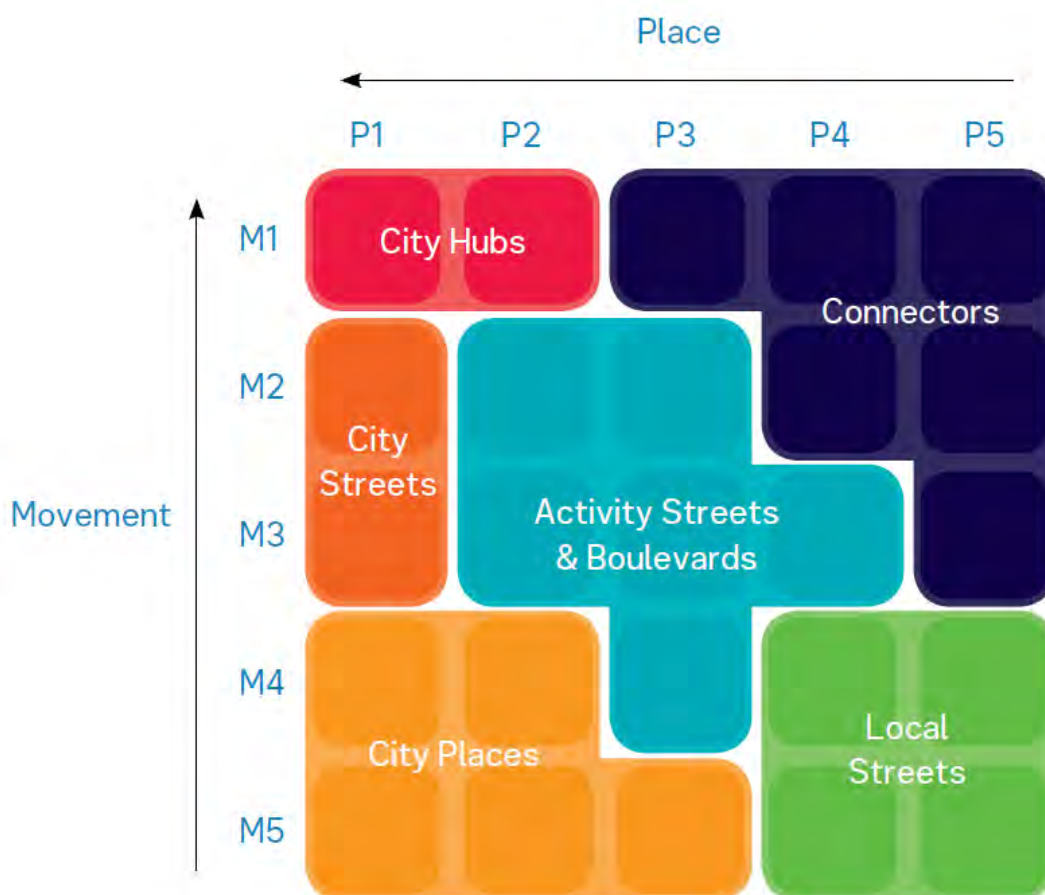 Place
P1 P2 P3 P4 P5
M1
City Hubs
Connectors
M2
City
Streets
Movement
M3
Activity Streets
& Boulevards
M4
City Places
Local
Streets
M5